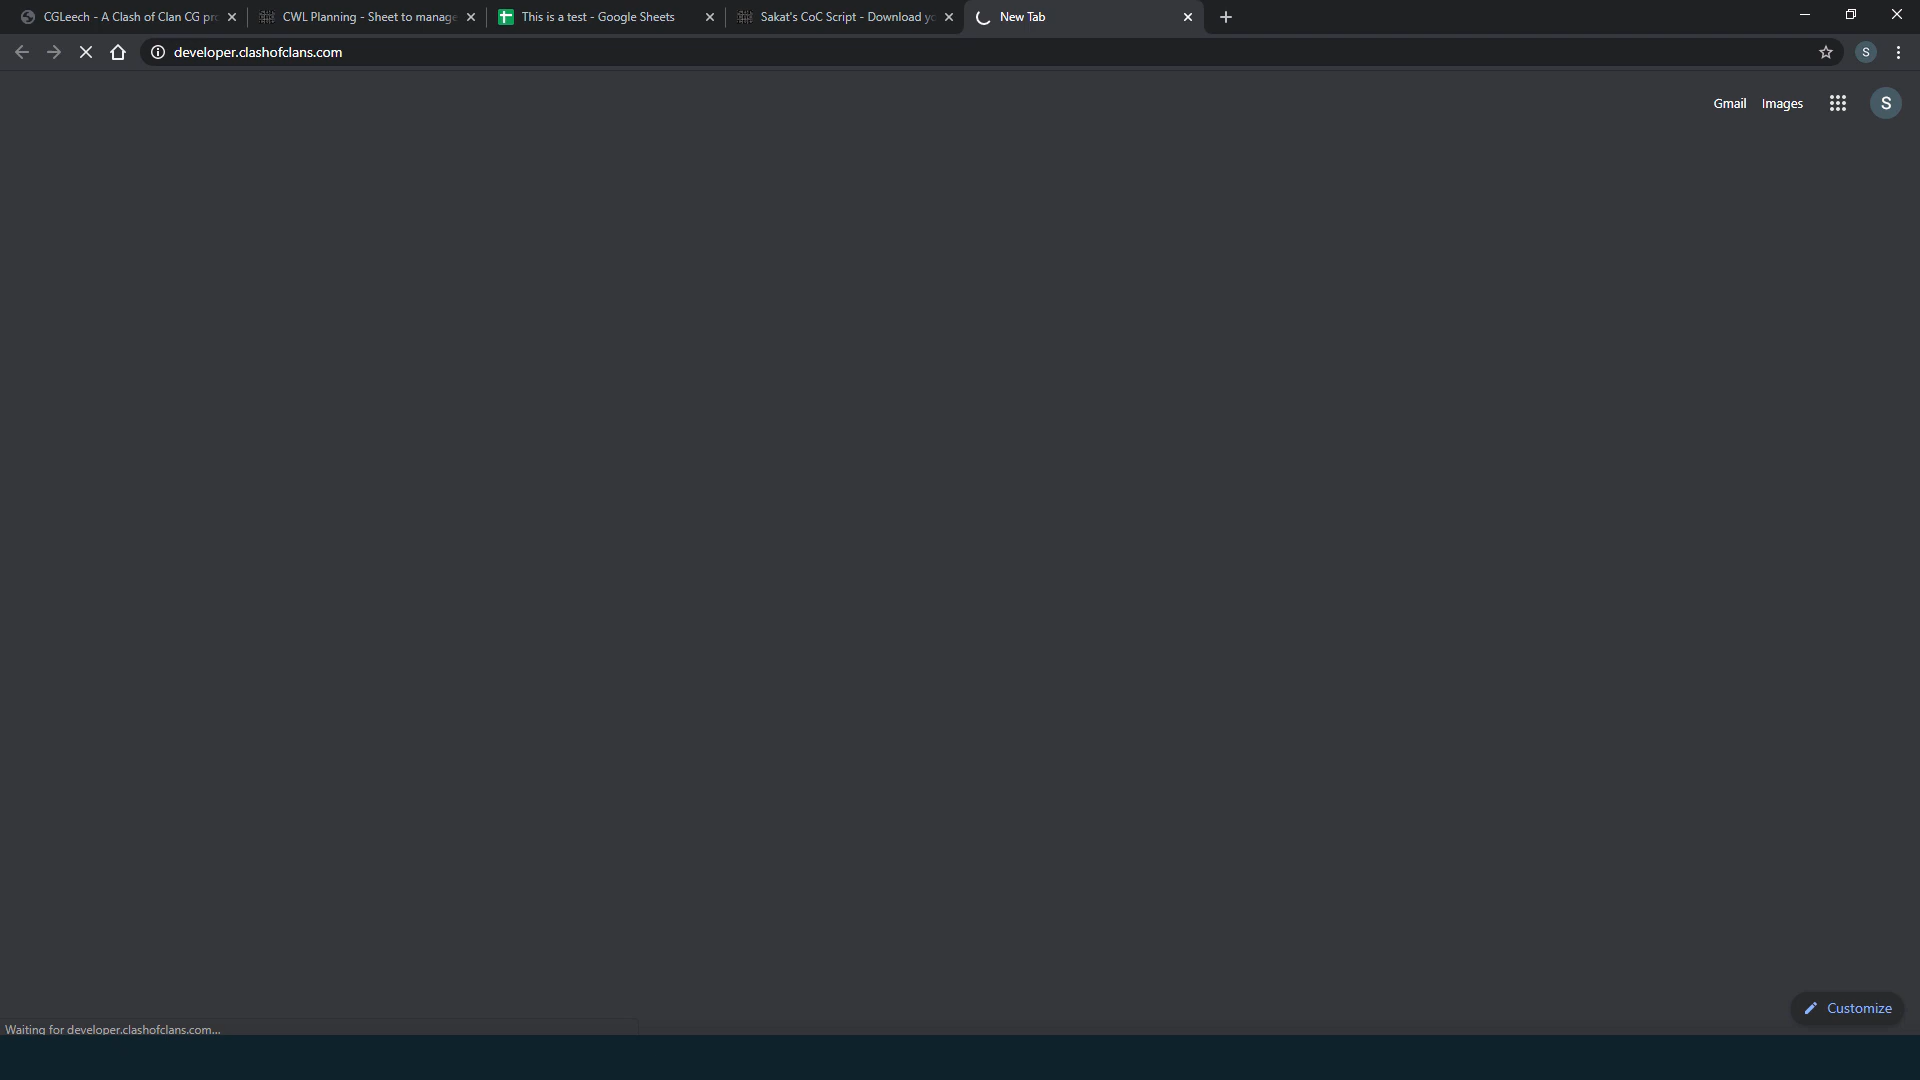 CGLeech - A Clash of Clan CG pr
CWL Planning - Sheet to manage
This is a test - Google Sheets
Sakat's CoC Script - Download yo
New Tab
developer.clashofclans.com
S
Gmail
Images
S
Customize
Waiting for developer.clashofclans.com...